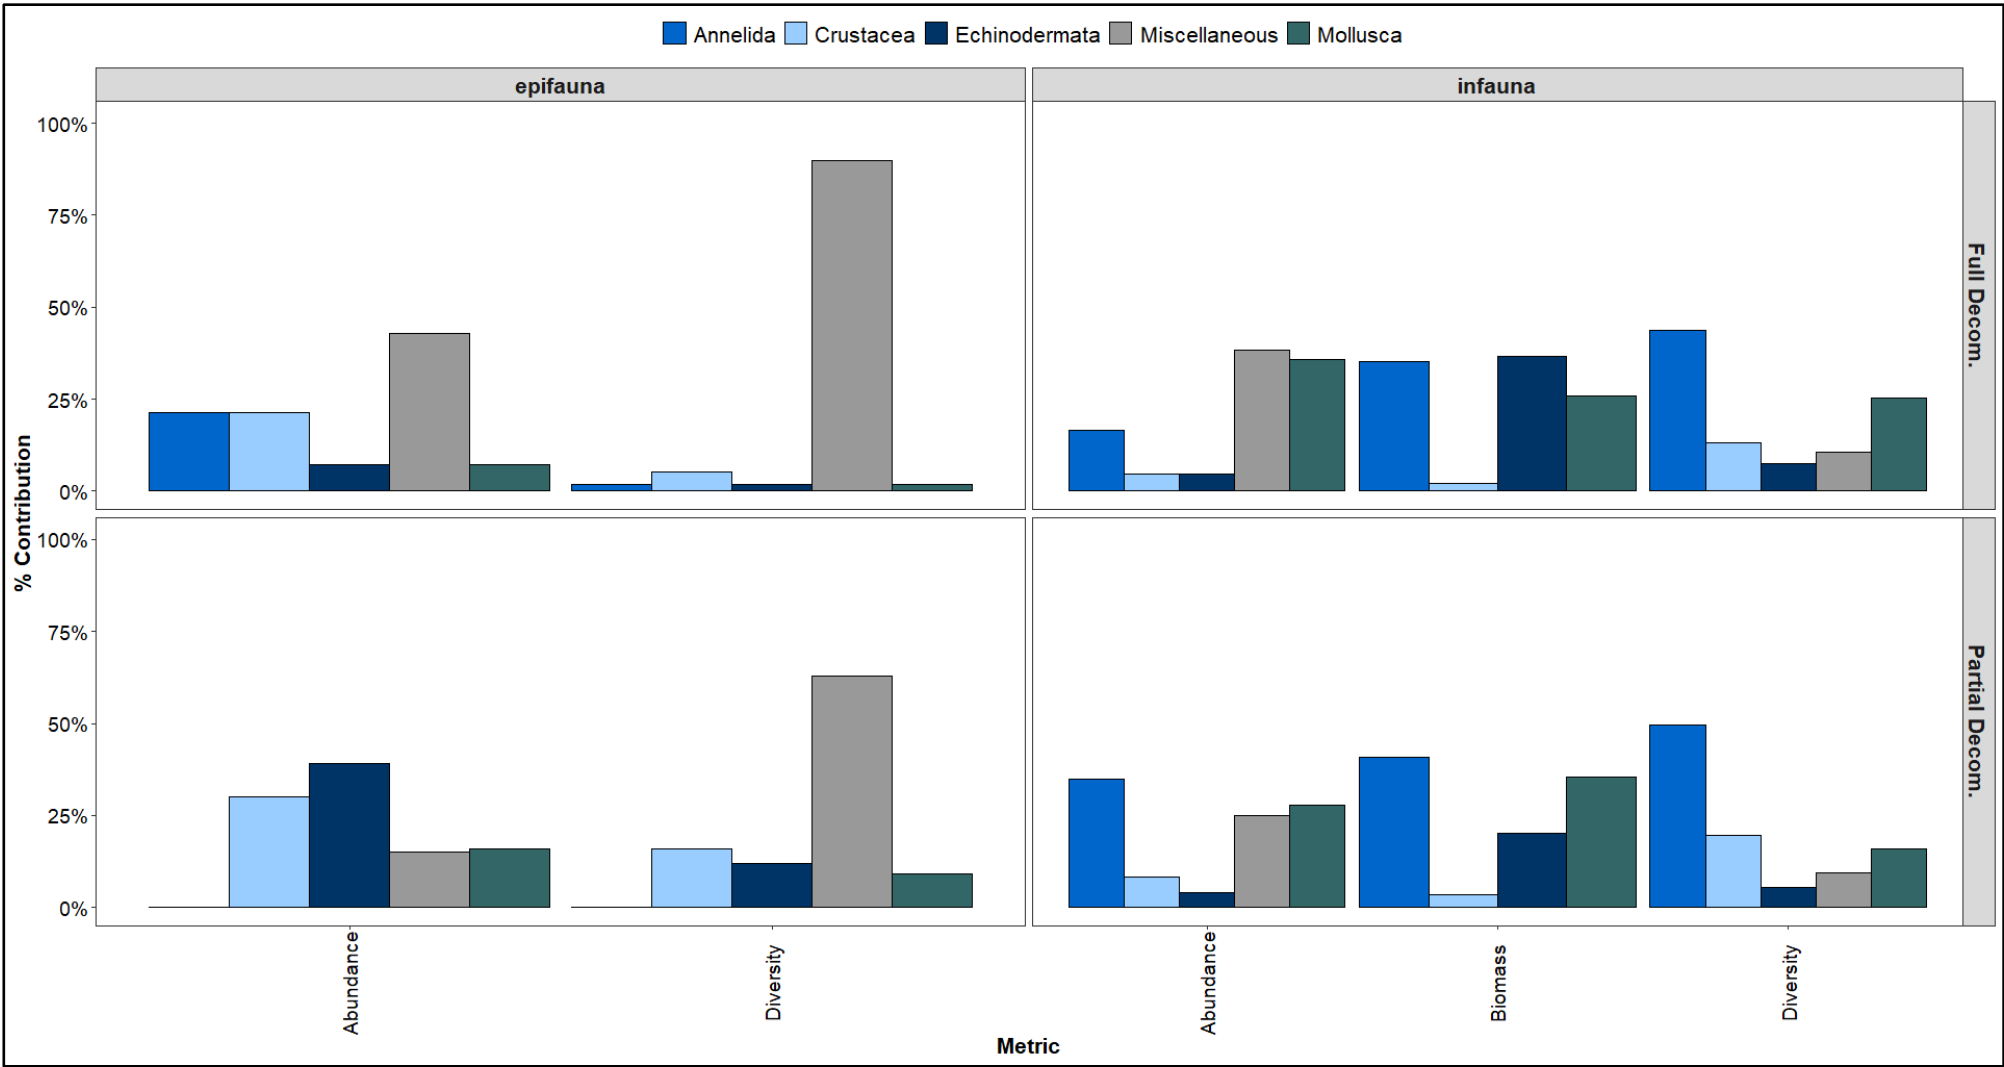 Annelida Crustacea Echinodermata Miscellaneous Mollusca
epifauna infauna
100%
75%
50%
25%
0%
Full Decom.
% Contribution
100%
75%
50%
25%
0%
Partial Decom.
Abundance Diversity Abundance Biomass Diversity
Metric